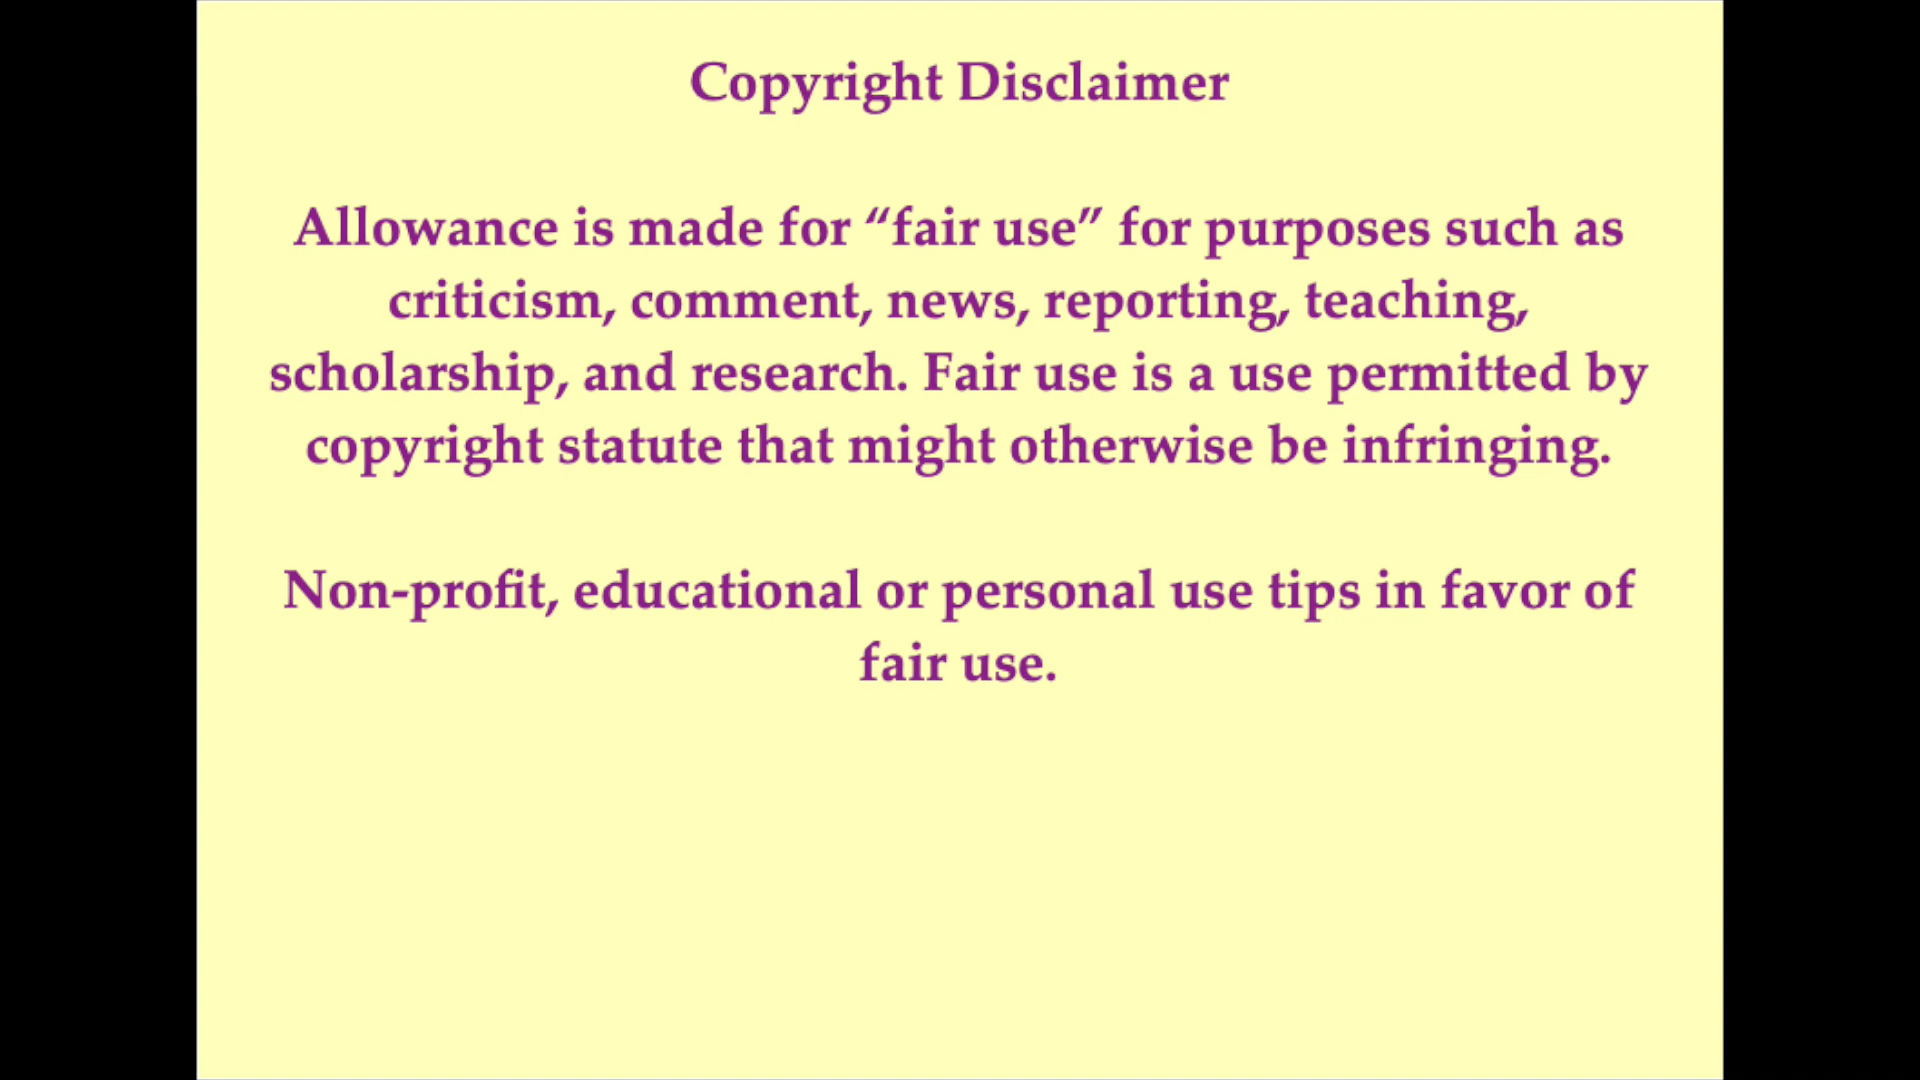 Copyright Disclaimer
Allowance is made for “fair use” for purposes such as
criticism, comment, news, reporting, teaching,
scholarship, and research. Fair use is a use permitted by
copyright statute that might otherwise be infringing.
Non-profit, educational or personal use tips in favor of
fair use.